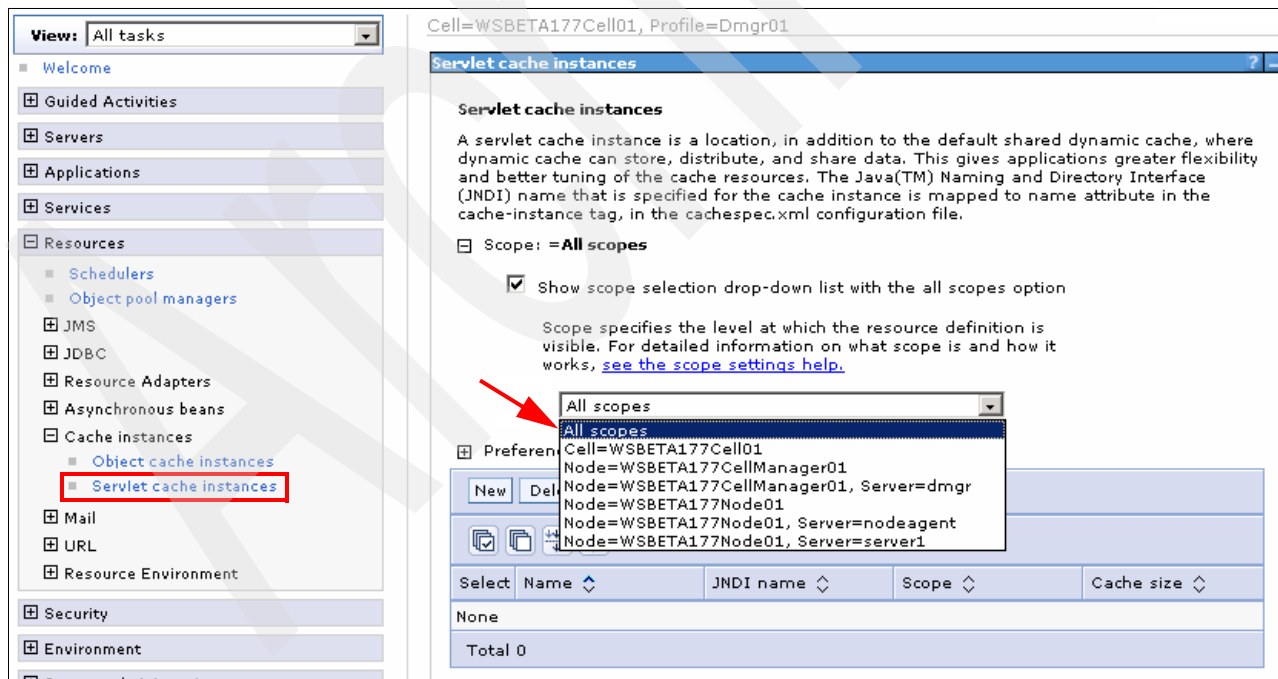 View: All tasks
Welcome
Guided Activities
Servers
Applications
Services
Resources
Schedulers
Object pool managers
JMS
JDBC
Resource Adapters
Asynchronous beans
Cache instances
Object cache instances
Servlet cache instances
Mail
URL
Resource Environment
Security
Environment
Cell=WSBETA177Cell01, Profile=Dmgr01
Servlet cache instances ? _
Servlet cache instances
A servlet cache instance is a location, in addition to the default shared dynamic cache, where
dynamic cache can store, distribute, and share data. This gives applications greater flexibility
and better tuning of the cache resources. The Java(TM) Naming and Directory Interface
(JNDI) name that is specified for the cache instance is mapped to name attribute in the
cache-instance tag, in the cachespec.xml configuration file.
Scope: =All scopes
Show scope selection drop-down list with the all scopes option
Scope specifies the level at which the resource definition is
visible. For detailed information on what scope is and how it
works, see the scope settings help.
All scopes
All scopes
Cell=WSBETA177Cell01
Node=WSBETA177CellManager01
Node=WSBETA177CellManager01, Server=dmgr
Node=WSBETA177Node01
Node=WSBETA177Node01, Server=nodeagent
Node=WSBETA177Node01, Server=server1
Preferen
New Del
Select Name JNDI name Scope Cache size
None
Total 0